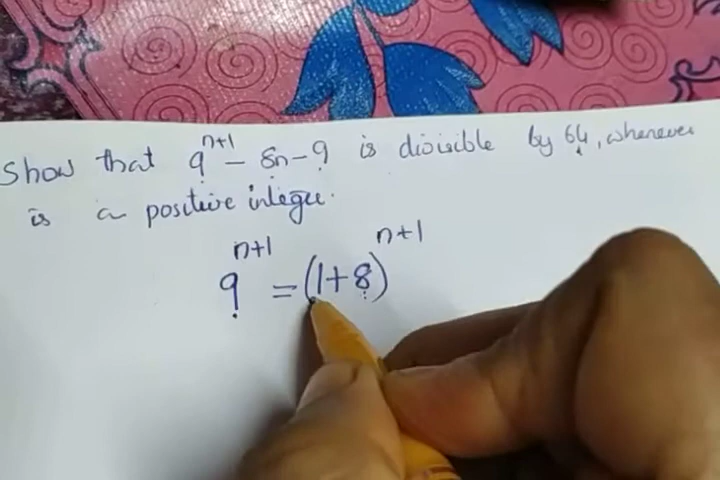 Show that 9^{n+1} - 8n - 9 is divisible by 64, whenever
is a positive integer.
9^{n+1} = (1+8)^{n+1}